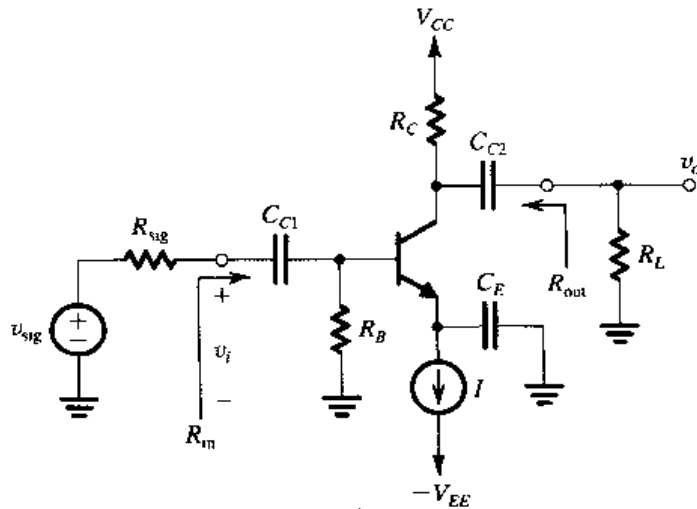 V_CC
R_C
C_C2
v_o
R_sig
C_C1
R_L
R_out
C_E
v_sig
+
−
+
v_i
−
R_B
I
R_in
−V_EE